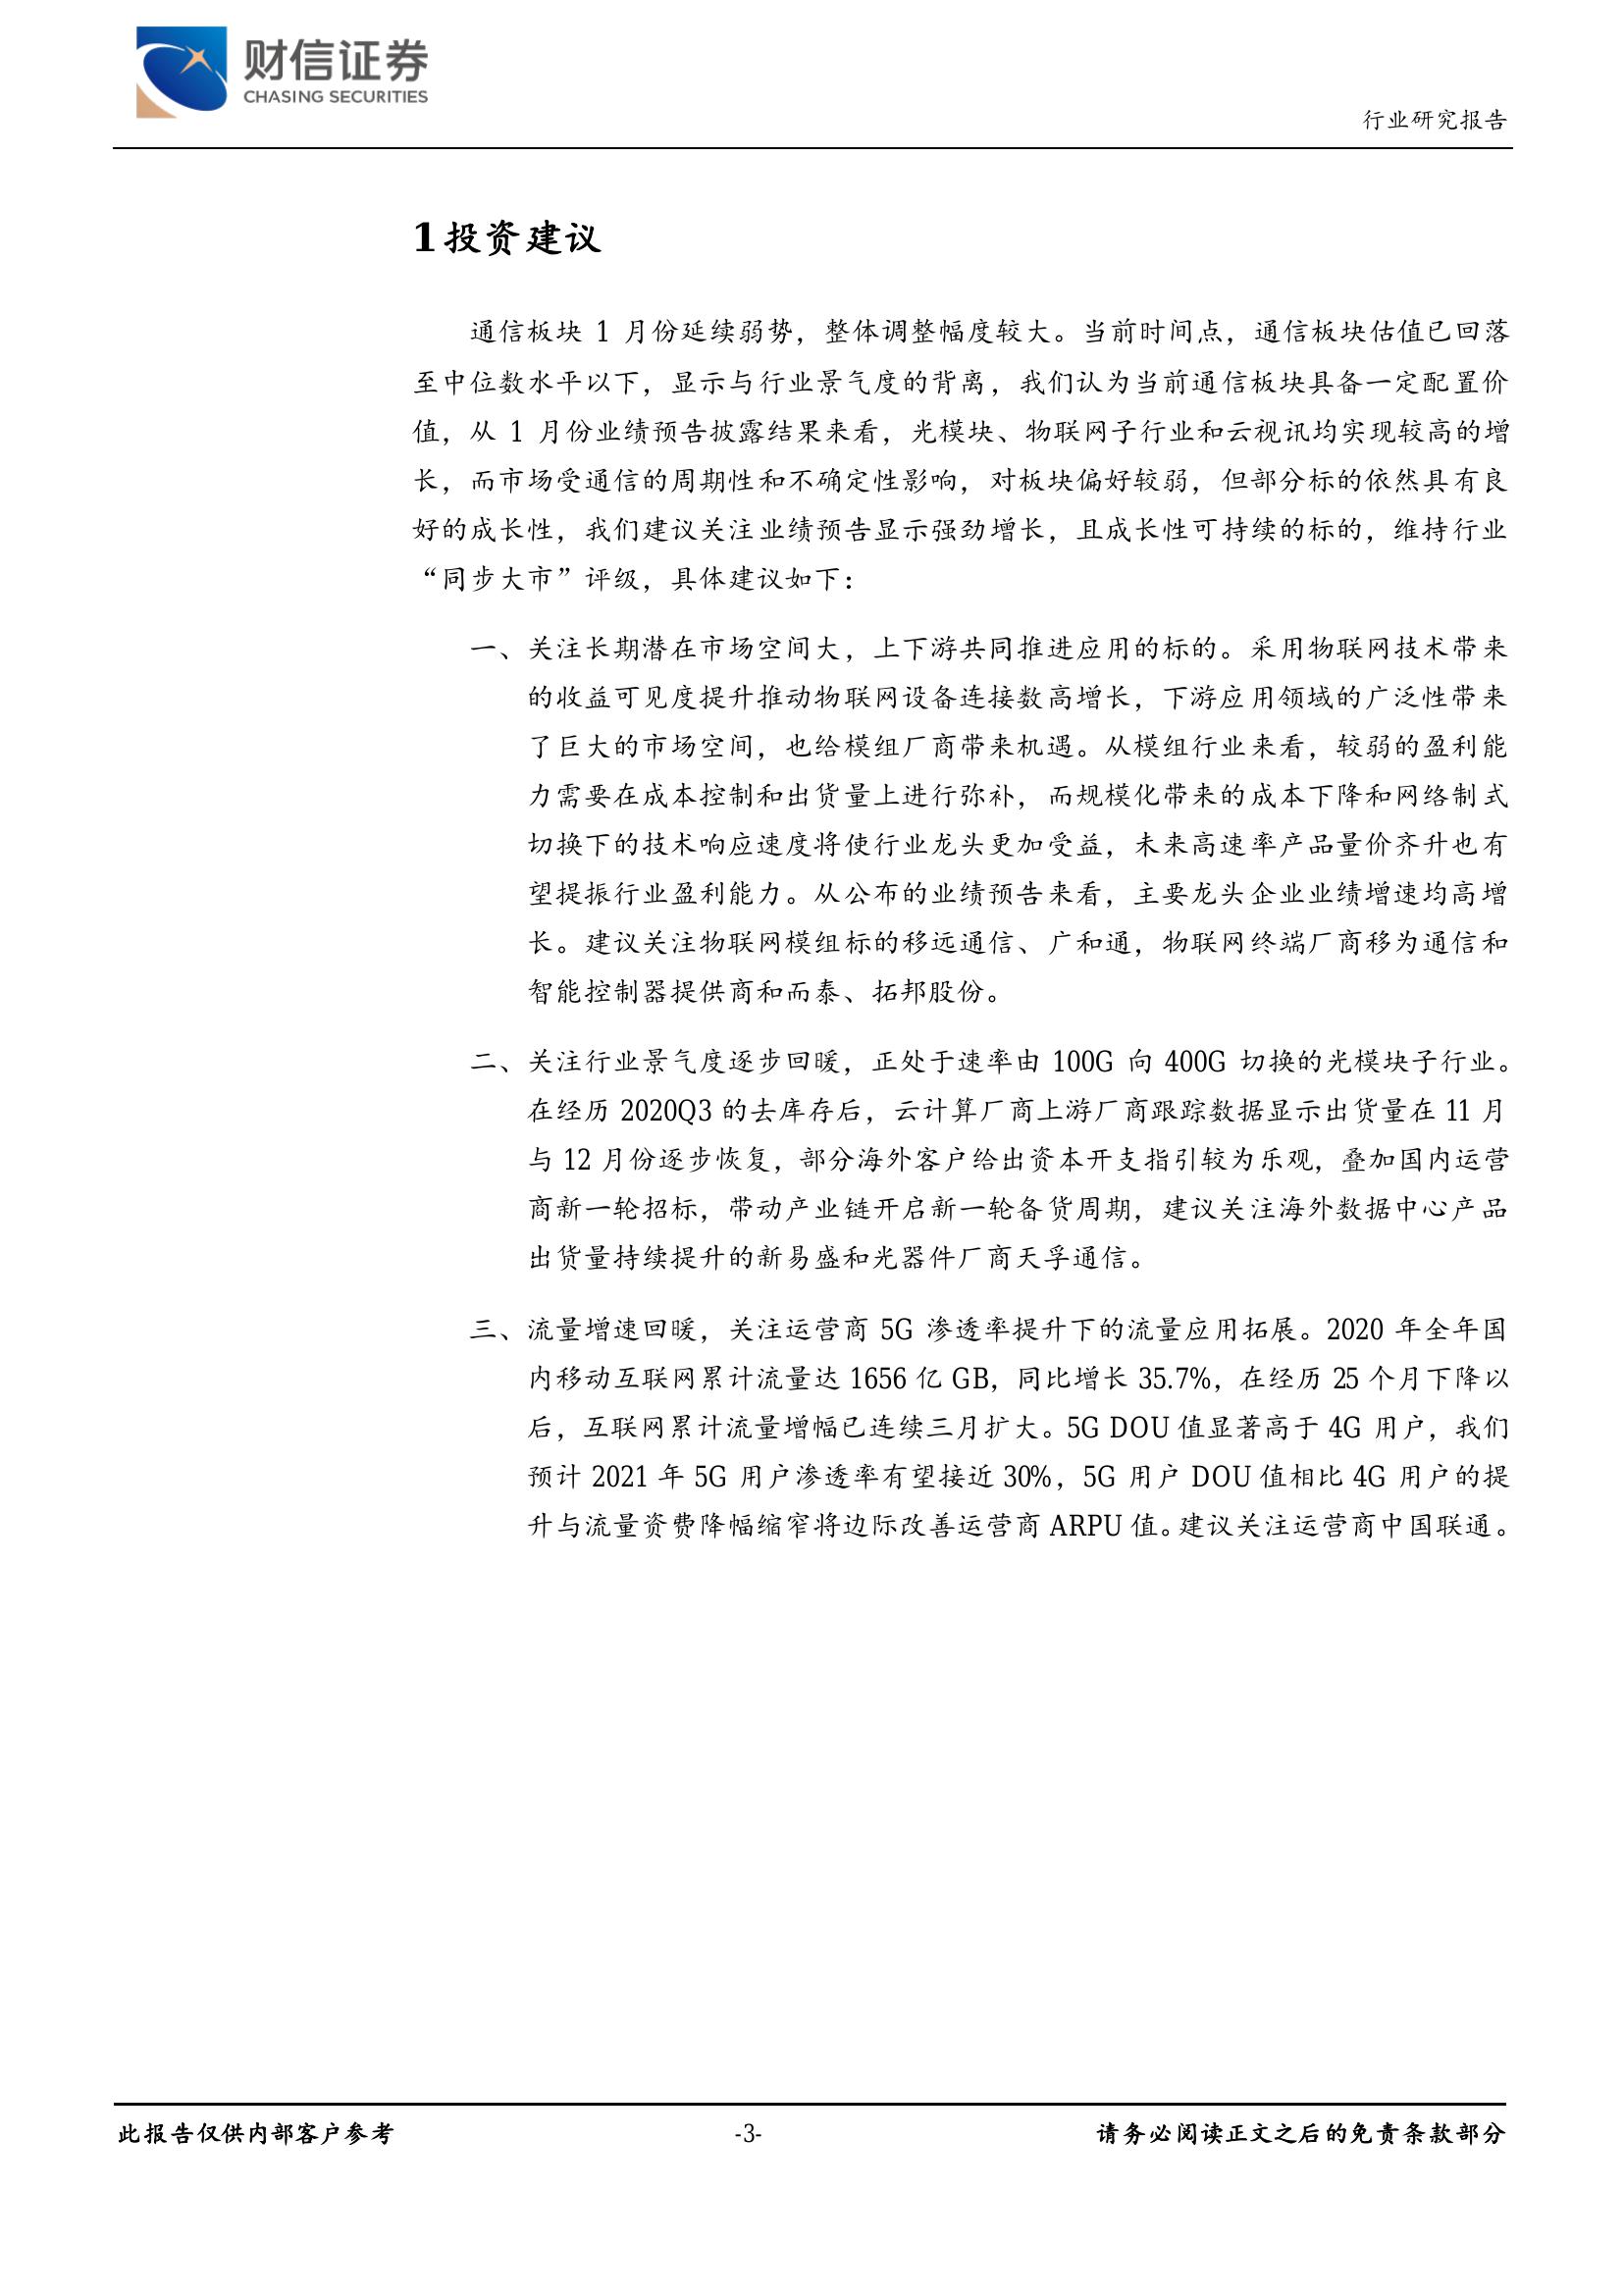 财信证券
CHASING SECURITIES
行业研究报告
1 投资建议
通信板块 1 月份延续弱势，整体调整幅度较大。当前时间点，通信板块估值已回落
至中位数水平以下，显示与行业景气度的背离，我们认为当前通信板块具备一定配置价
值，从 1 月份业绩预告披露结果来看，光模块、物联网子行业和云视讯均实现较高的增
长，而市场受通信的周期性和不确定性影响，对板块偏好较弱，但部分标的依然具有良
好的成长性，我们建议关注业绩预告显示强劲增长，且成长性可持续的标的，维持行业
“同步大市”评级，具体建议如下：
一、关注长期潜在市场空间大，上下游共同推进应用的标的。采用物联网技术带来
的收益可见度提升推动物联网设备连接数高增长，下游应用领域的广泛性带来
了巨大的市场空间，也给模组厂商带来机遇。从模组行业来看，较弱的盈利能
力需要在成本控制和出货量上进行弥补，而规模化带来的成本下降和网络制式
切换下的技术响应速度将使行业龙头更加受益，未来高速率产品量价齐升也有
望提振行业盈利能力。从公布的业绩预告来看，主要龙头企业业绩增速均高增
长。建议关注物联网模组标的移远通信、广和通，物联网终端厂商移为通信和
智能控制器提供商和而泰、拓邦股份。
二、关注行业景气度逐步回暖，正处于速率由 100G 向 400G 切换的光模块子行业。
在经历 2020Q3 的去库存后，云计算厂商上游厂商跟踪数据显示出货量在 11 月
与 12 月份逐步恢复，部分海外客户给出资本开支指引较为乐观，叠加国内运营
商新一轮招标，带动产业链开启新一轮备货周期，建议关注海外数据中心产品
出货量持续提升的新易盛和光器件厂商天孚通信。
三、流量增速回暖，关注运营商 5G 渗透率提升下的流量应用拓展。2020 年全年国
内移动互联网累计流量达 1656 亿 GB，同比增长 35.7%，在经历 25 个月下降以
后，互联网累计流量增幅已连续三月扩大。5G DOU 值显著高于 4G 用户，我们
预计 2021 年 5G 用户渗透率有望接近 30%，5G 用户 DOU 值相比 4G 用户的提
升与流量资费降幅缩窄将边际改善运营商 ARPU 值。建议关注运营商中国联通。
此报告仅供内部客户参考
-3-
请务必阅读正文之后的免责条款部分